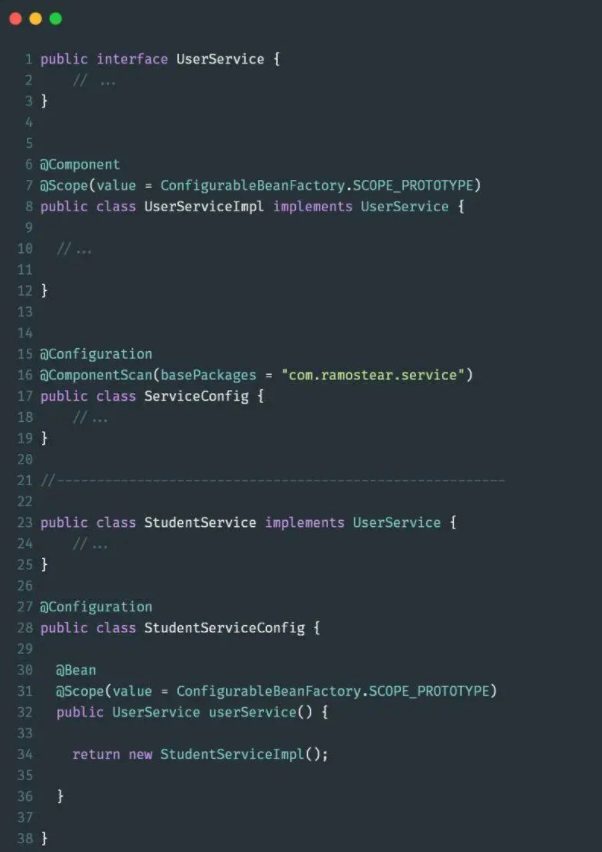 1 public interface UserService {
2 // ...
3 }
4
5
6 @Component
7 @Scope(value = ConfigurableBeanFactory.SCOPE_PROTOTYPE)
8 public class UserServiceImpl implements UserService {
9
10 //...
11
12 }
13
14
15 @Configuration
16 @ComponentScan(basePackages = "com.ramostear.service")
17 public class ServiceConfig {
18 //...
19 }
20
21 //--------------------------------------------------------
22
23 public class StudentService implements UserService {
24 //...
25 }
26
27 @Configuration
28 public class StudentServiceConfig {
29
30 @Bean
31 @Scope(value = ConfigurableBeanFactory.SCOPE_PROTOTYPE)
32 public UserService userService() {
33
34 return new StudentServiceImpl();
35
36 }
37
38 }